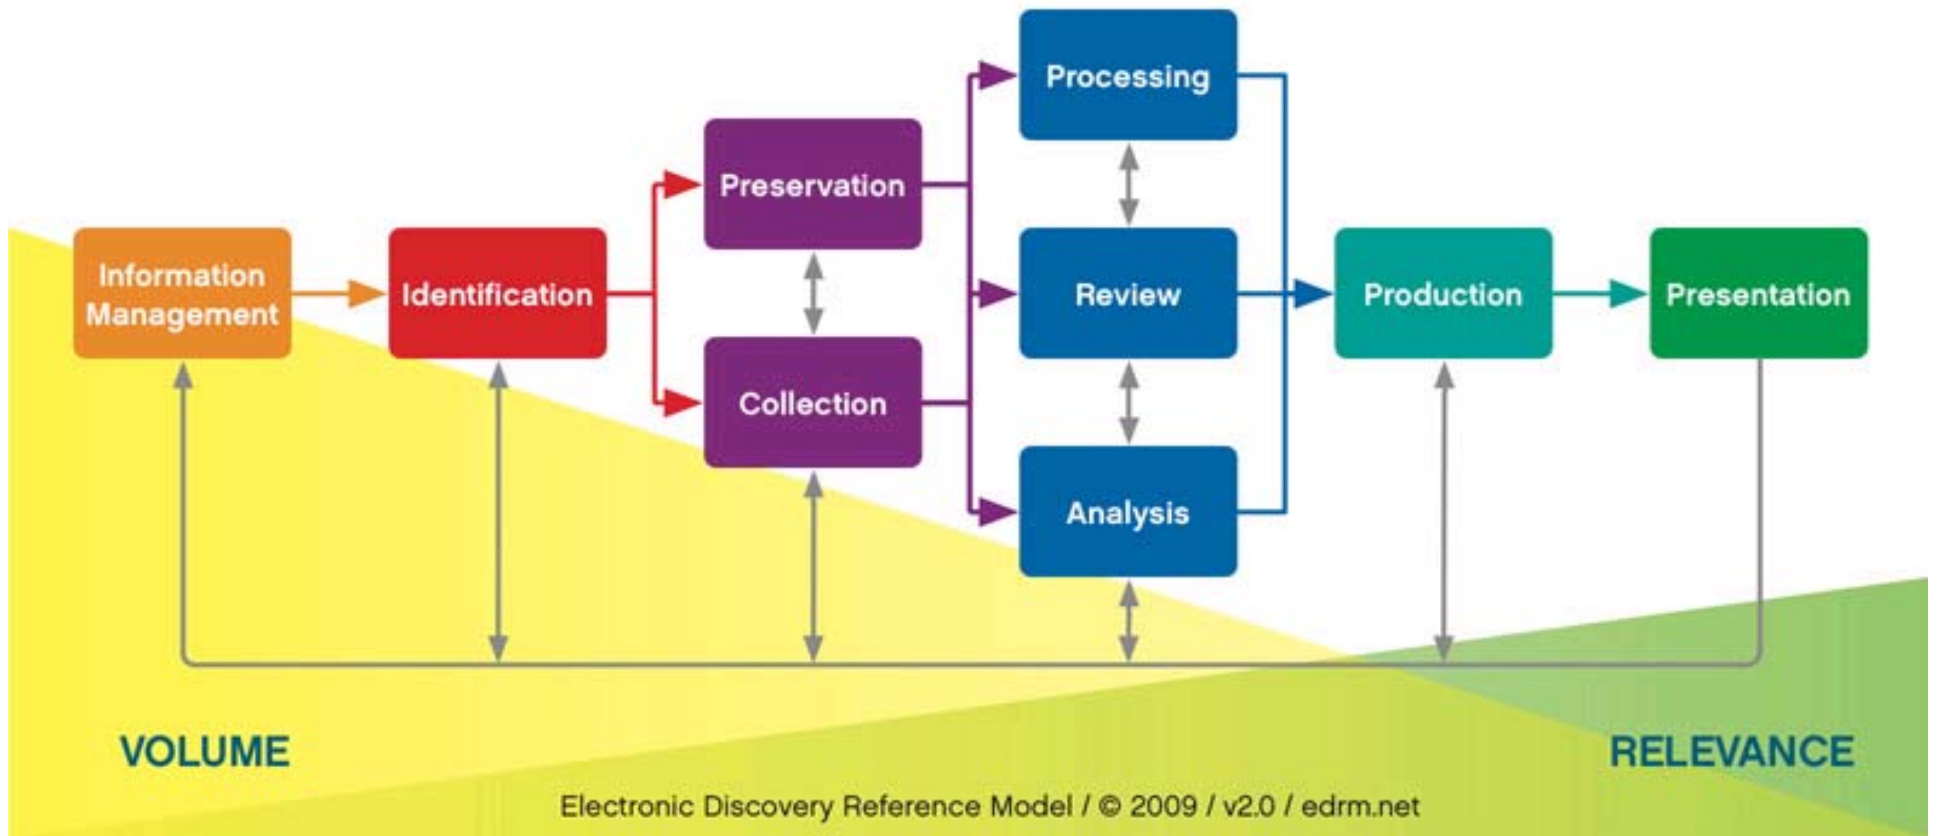 Processing
Preservation
Information
Management
Identification
Review
Production
Presentation
Collection
Analysis
VOLUME
RELEVANCE
Electronic Discovery Reference Model / © 2009 / v2.0 / edrm.net